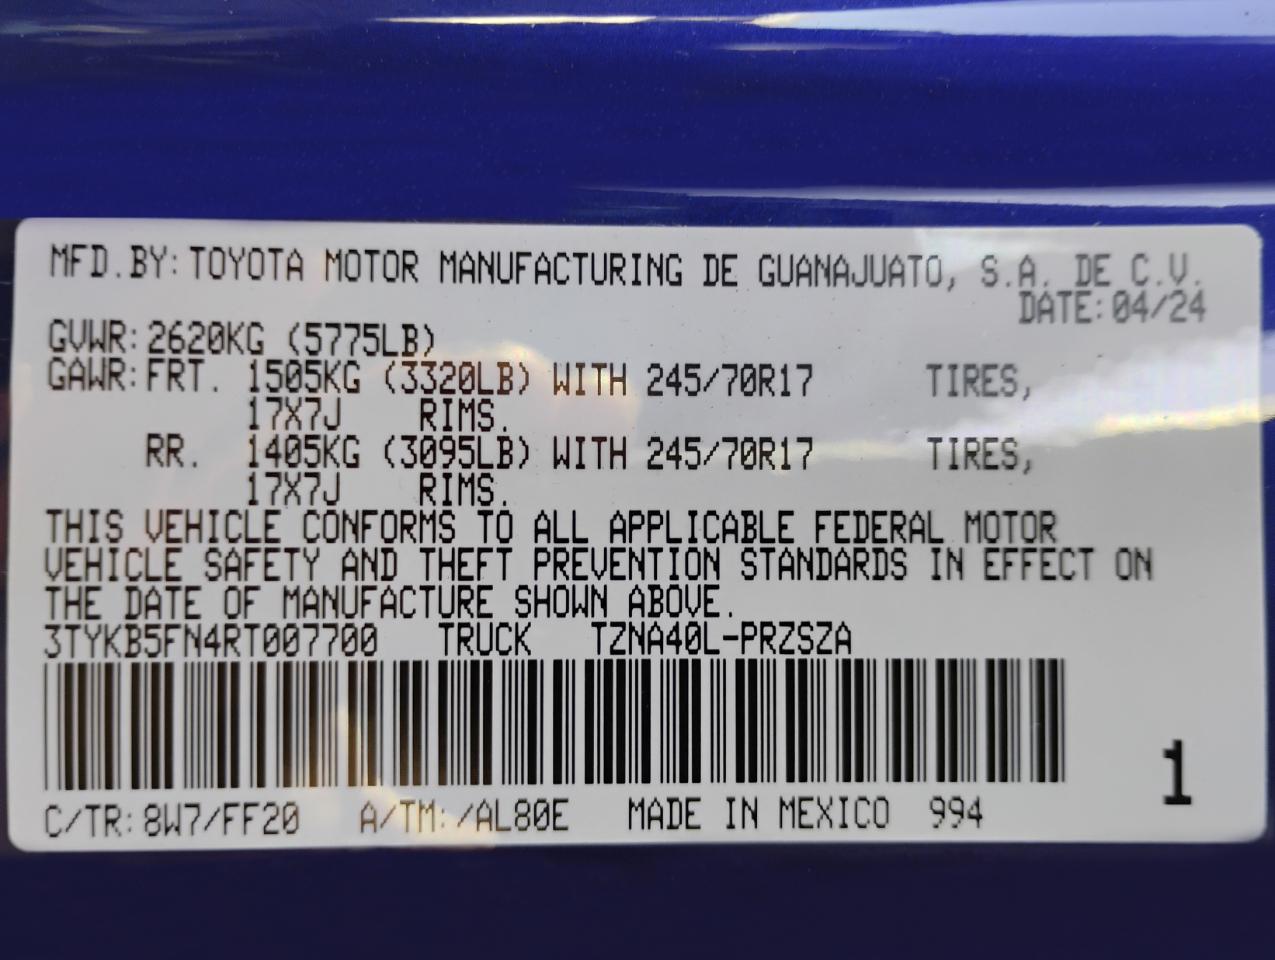 MFD.BY: TOYOTA MOTOR MANUFACTURING DE GUANAJUATO, S.A. DE C.V.
DATE: 04/24
GVWR: 2620KG (5775LB)
GAWR: FRT. 1505KG (3320LB) WITH 245/70R17 TIRES,
17X7J RIMS.
RR. 1405KG (3095LB) WITH 245/70R17 TIRES,
17X7J RIMS.
THIS VEHICLE CONFORMS TO ALL APPLICABLE FEDERAL MOTOR
VEHICLE SAFETY AND THEFT PREVENTION STANDARDS IN EFFECT ON
THE DATE OF MANUFACTURE SHOWN ABOVE.
3TYKB5FN4RT007700 TRUCK TZNA40L-PRZSZA
1
C/TR: 8W7/FF20 A/TM: /AL80E MADE IN MEXICO 994